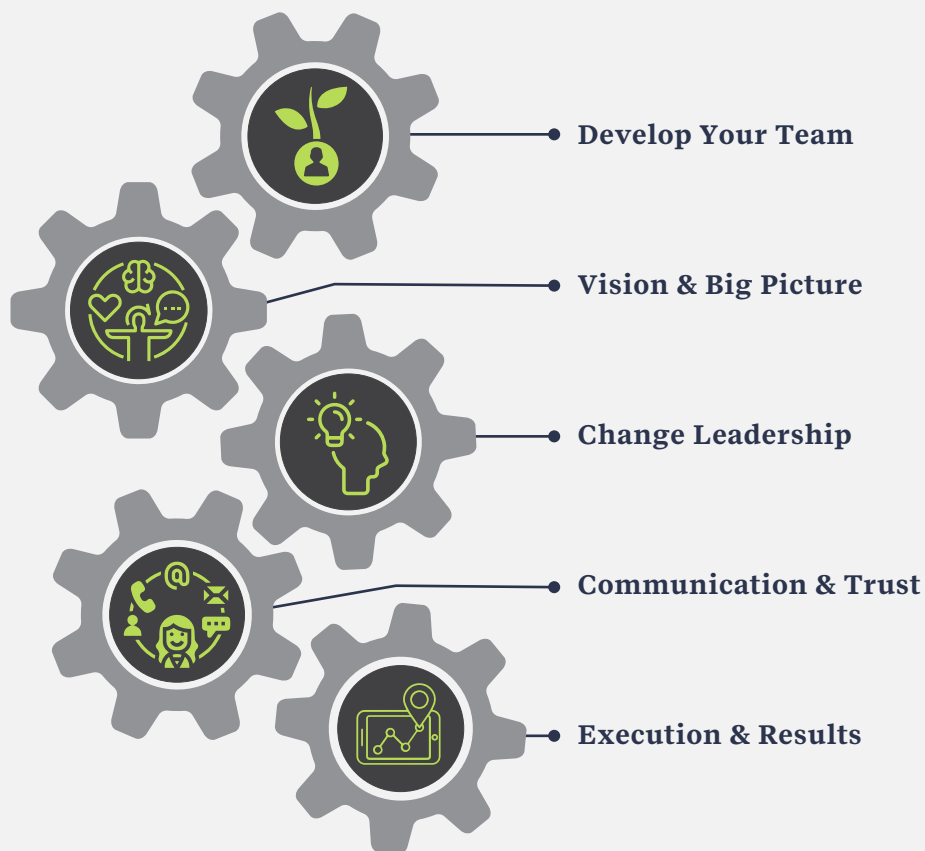 Develop Your Team
Vision & Big Picture
Change Leadership
Communication & Trust
Execution & Results